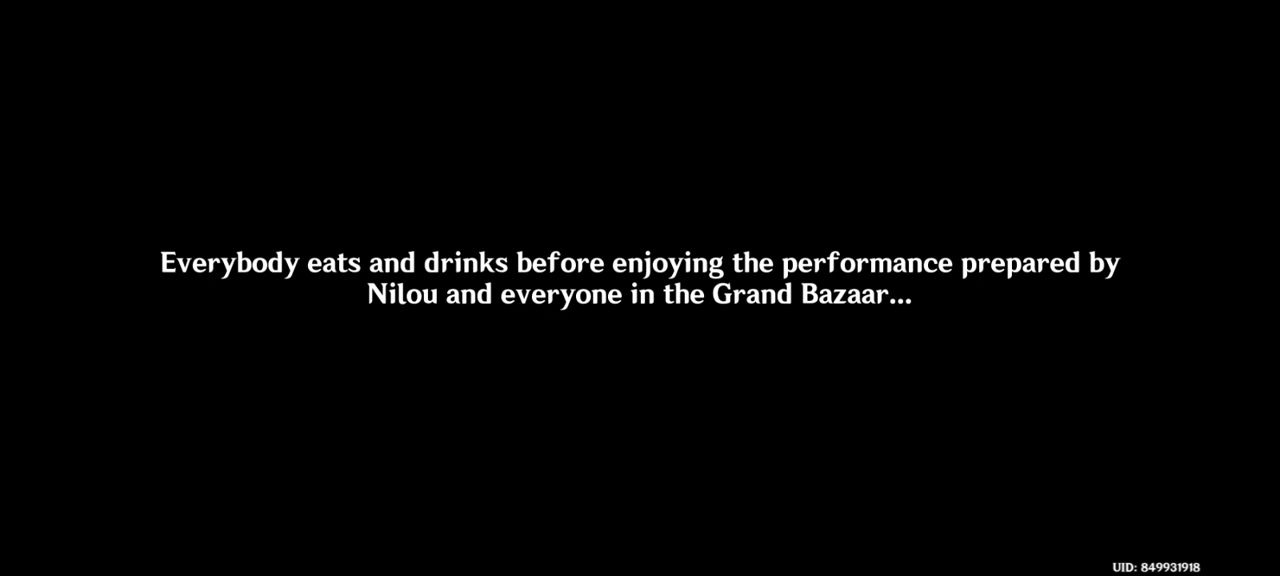 Everybody eats and drinks before enjoying the performance prepared by
Nilou and everyone in the Grand Bazaar...
UID: 849931918